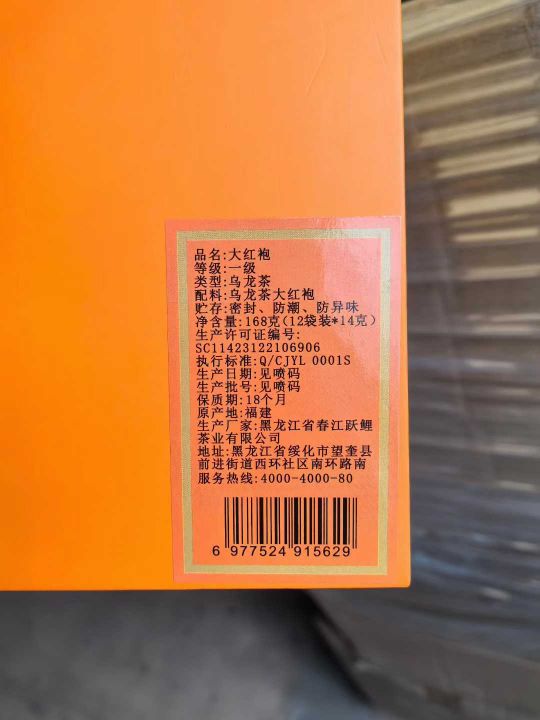 品名:大红袍
等级:一级
类型:乌龙茶
配料:乌龙茶大红袍
贮存:密封、防潮、防异味
净含量:168克(12袋装*14克)
生产许可证编号:
SC11423122106906
执行标准:Q/CJYL 0001S
生产日期:见喷码
生产批号:见喷码
保质期:18个月
原产地:福建
生产厂家:黑龙江省春江跃鲤
茶业有限公司
地址:黑龙江省绥化市望奎县
前进街道西环社区南环路南
服务热线:4000-4000-80
6 977524 915629